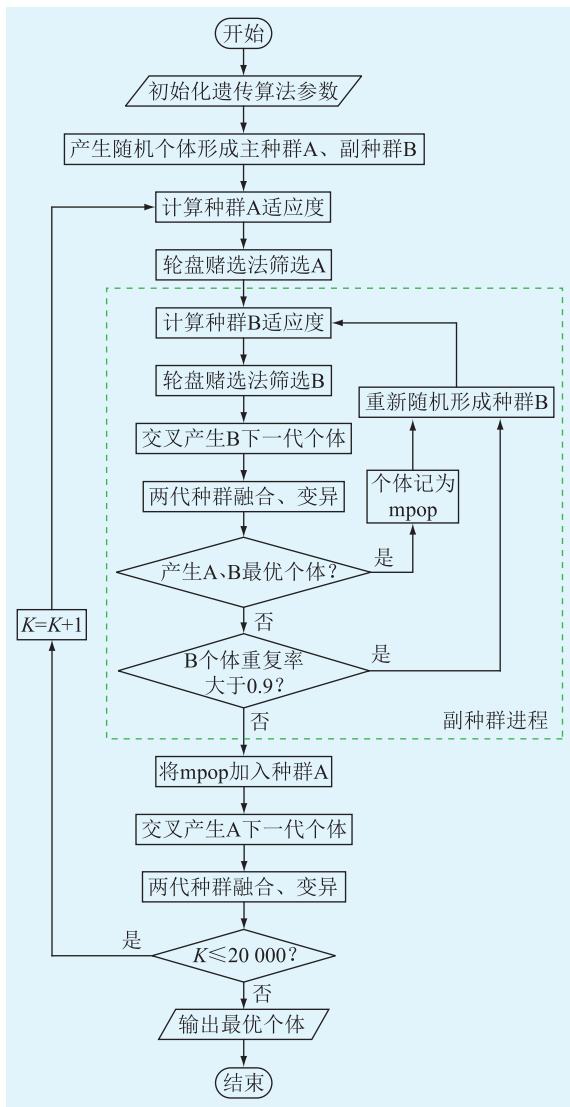 开始
初始化遗传算法参数
产生随机个体形成主种群A、副种群B
计算种群A适应度
轮盘赌选法筛选A
计算种群B适应度
轮盘赌选法筛选B
重新随机形成种群B
交叉产生B下一代个体
两代种群融合、变异
个体记为
mpop
产生A、B最优个体?
是
否
K=K+1
B个体重复率
大于0.9?
是
否
副种群进程
将mpop加入种群A
交叉产生A下一代个体
两代种群融合、变异
K≤20 000?
是
否
输出最优个体
结束